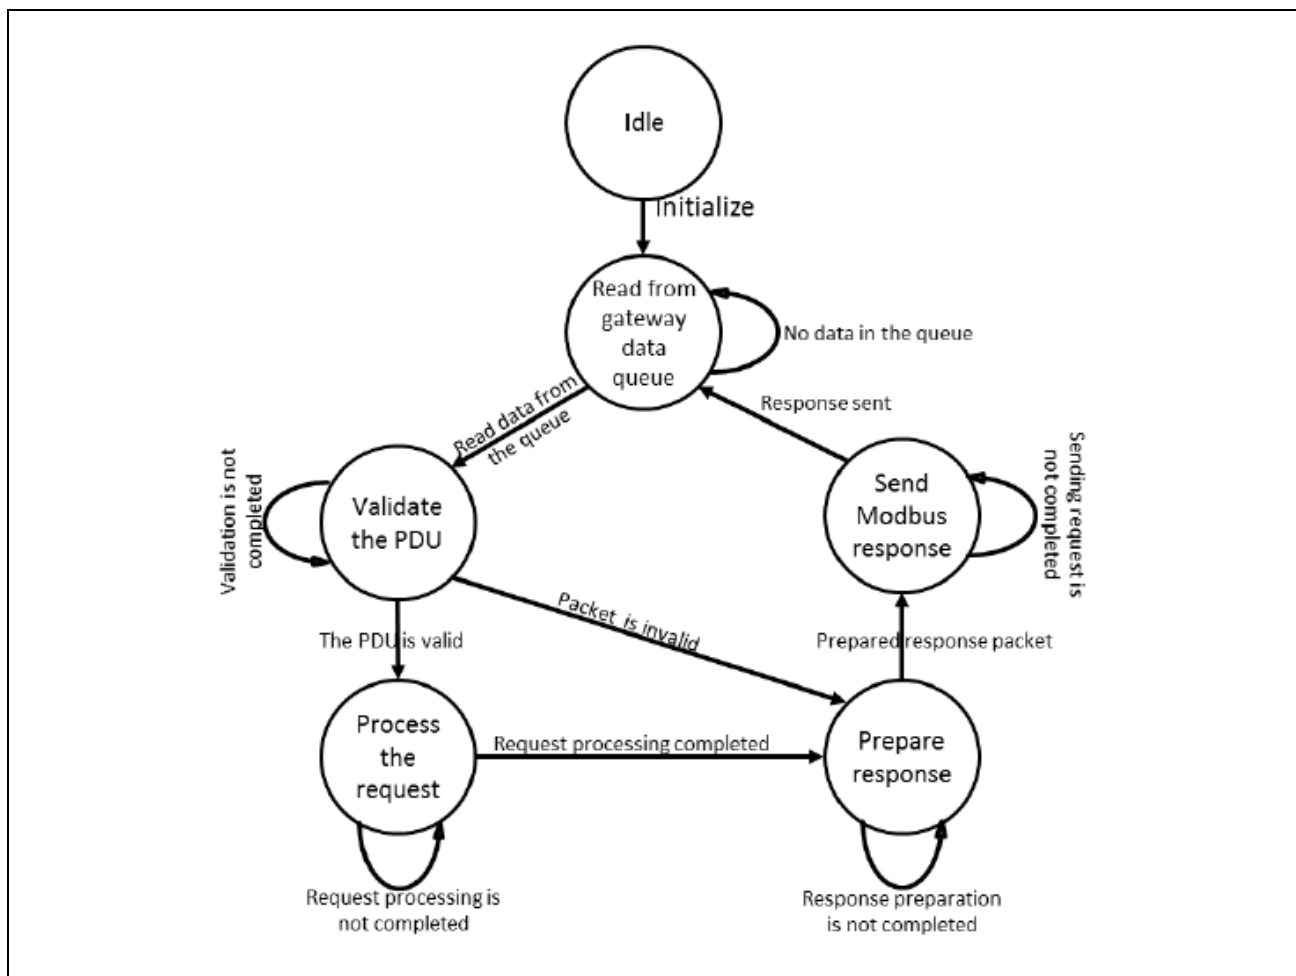 Idle
Initialize
Read from
gateway
data
queue
No data in the queue
Read data from
the queue
Response sent
Validation is not
completed
Validate
the PDU
Send
Modbus
response
Sending request is
not completed
Packet is invalid
The PDU is valid
Prepared response packet
Process
the
request
Request processing completed
Prepare
response
Request processing is
not completed
Response preparation
is not completed